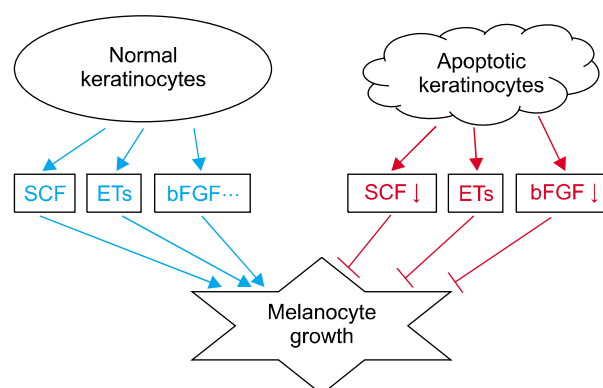 Normal
keratinocytes
Apoptotic
keratinocytes
SCF
ETs
bFGF···
SCF ↓
ETs
bFGF ↓
Melanocyte
growth